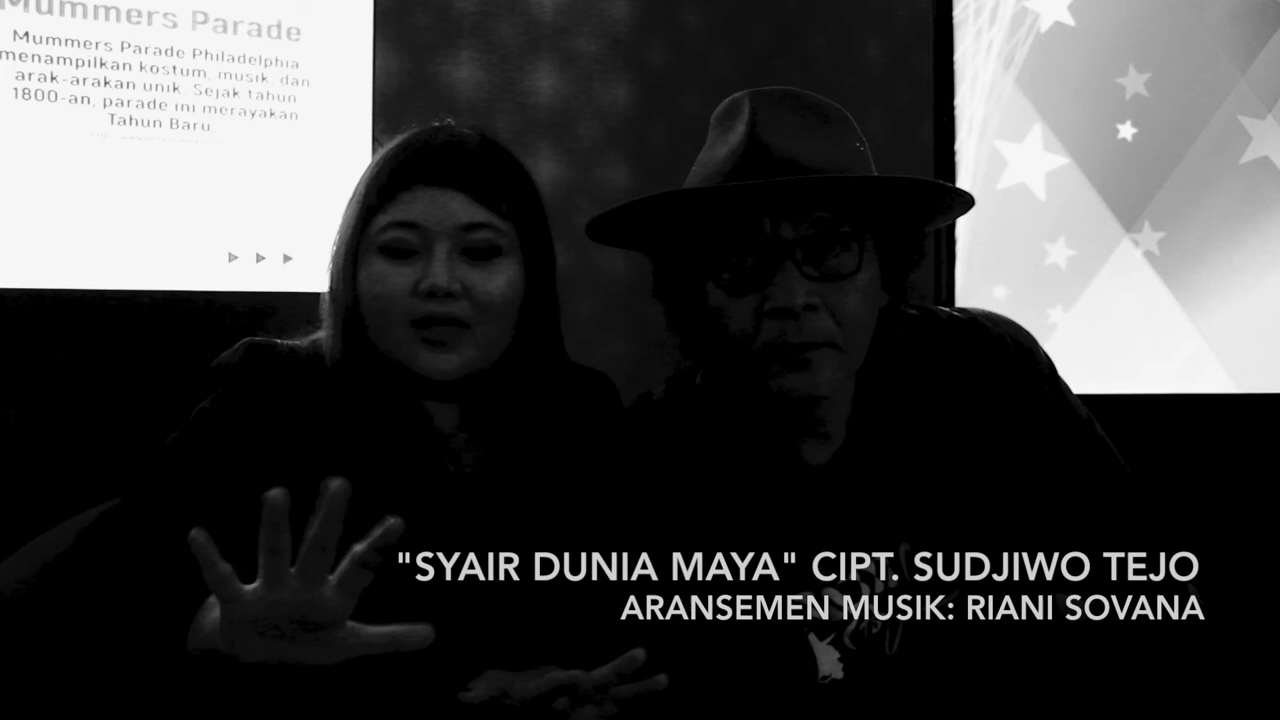 Mummers Parade
Mummers Parade Philadelphia
menampilkan kostum, musik, dan
arak-arakan unik. Sejak tahun
1800-an, parade ini merayakan
Tahun Baru.
"SYAIR DUNIA MAYA" CIPT. SUDJIWO TEJO
ARANSEMEN MUSIK: RIANI SOVANA